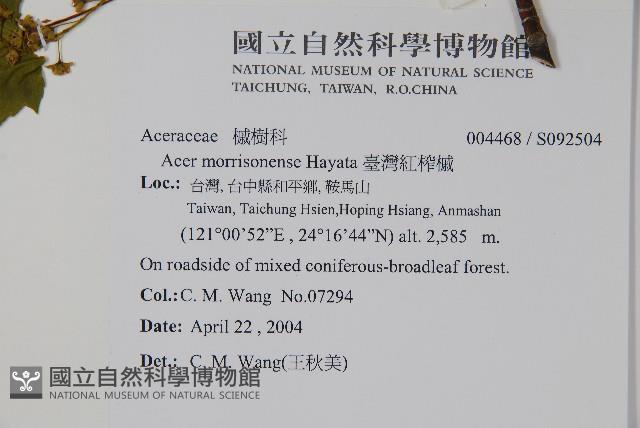 國立自然科學博物館
NATIONAL MUSEUM OF NATURAL SCIENCE
TAICHUNG, TAIWAN, R.O.CHINA
Aceraceae 槭樹科 004468 / S092504
Acer morrisonense Hayata 臺灣紅榨槭
Loc.: 台灣, 台中縣和平鄉, 鞍馬山
Taiwan, Taichung Hsien,Hoping Hsiang, Anmashan
(121°00'52"E , 24°16'44"N) alt. 2,585 m.
On roadside of mixed coniferous-broadleaf forest.
Col.: C. M. Wang No.07294
Date: April 22 , 2004
Det.: C. M. Wang(王秋美)
國立自然科學博物館
NATIONAL MUSEUM OF NATURAL SCIENCE